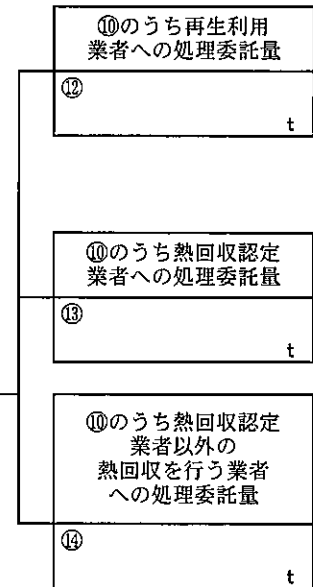 ⑩のうち再生利用
業者への処理委託量
⑫
t
⑩のうち熱回収認定
業者への処理委託量
⑬
t
⑩のうち熱回収認定
業者以外の
熱回収を行う業者
への処理委託量
⑭
t